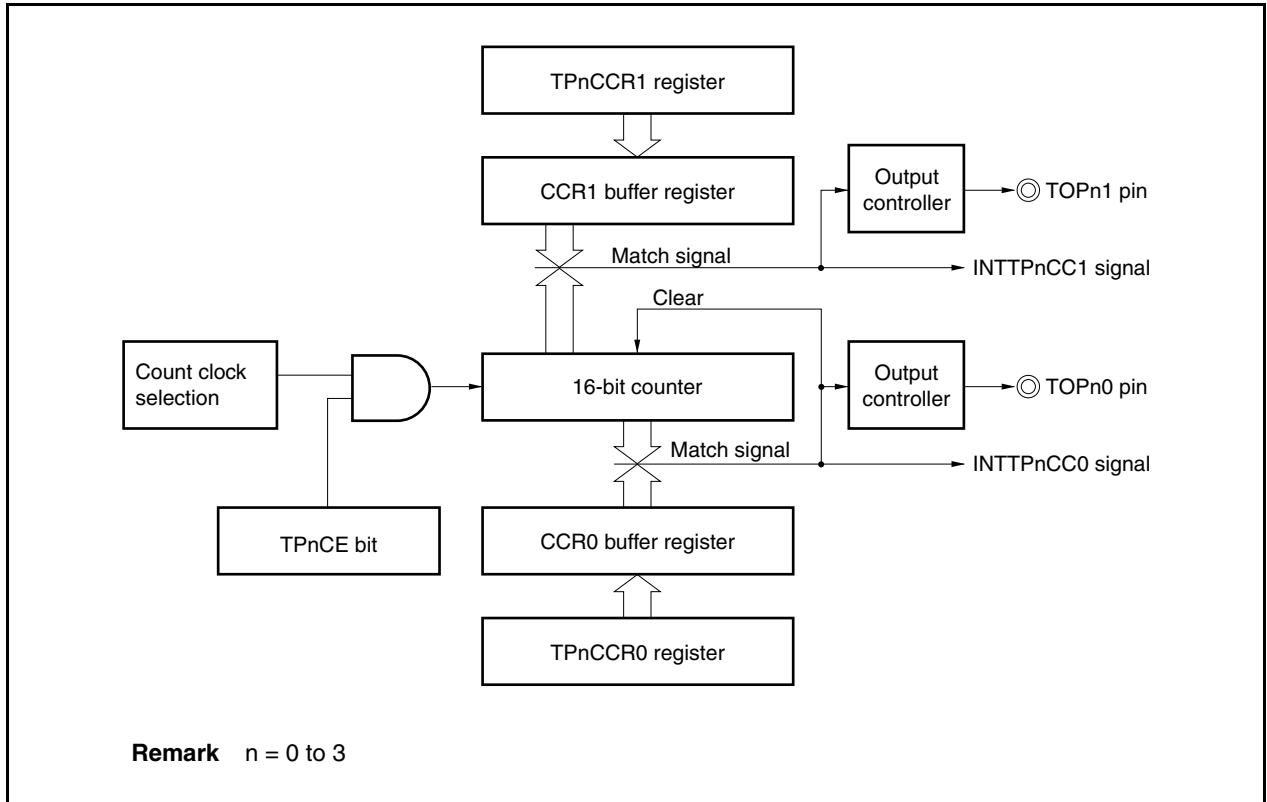 TPnCCR1 register
CCR1 buffer register
Output
controller
TOPn1 pin
Match signal
INTTPnCC1 signal
Clear
Count clock
selection
16-bit counter
Output
controller
TOPn0 pin
Match signal
INTTPnCC0 signal
TPnCE bit
CCR0 buffer register
TPnCCR0 register
Remark n = 0 to 3